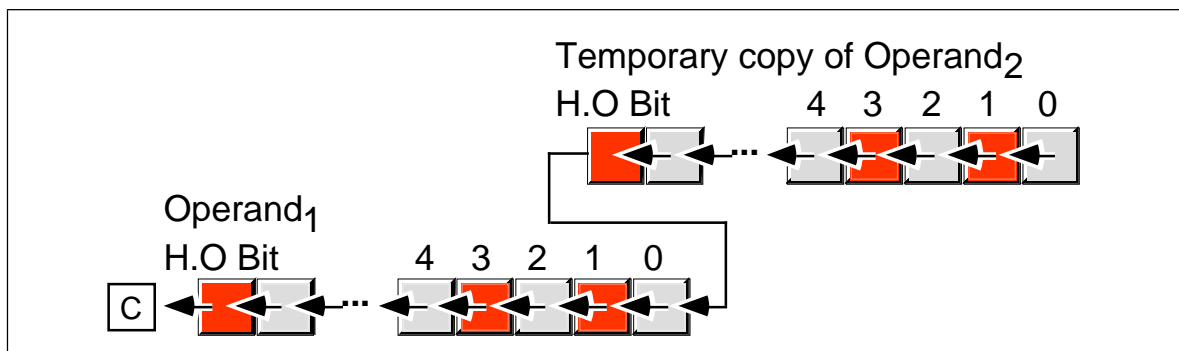 Temporary copy of Operand2
H.O Bit 4 3 2 1 0
...
Operand1
H.O Bit 4 3 2 1 0
C ...